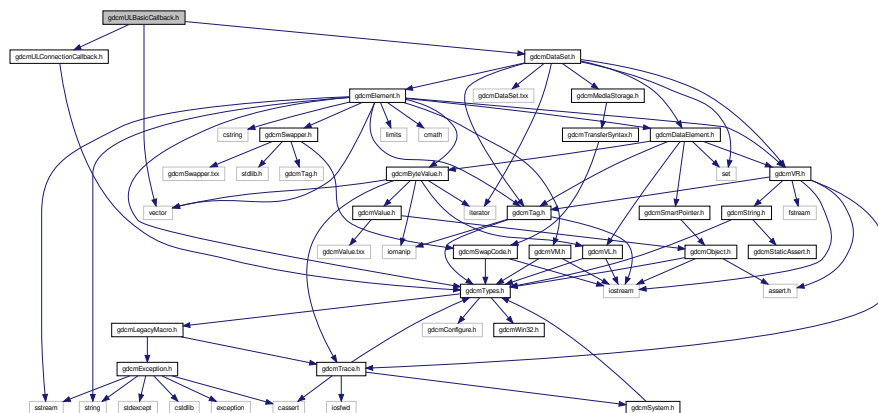 gdcmULBasicCallback.h
gdcmULConnectionCallback.h
gdcmDataSet.h
gdcmElement.h
gdcmDataSet.txx
gdcmMediaStorage.h
cstring
gdcmSwapper.h
limits
cmath
gdcmTransferSyntax.h
gdcmDataElement.h
gdcmSwapper.txx
stdlib.h
gdcmTag.h
gdcmByteValue.h
set
gdcmVR.h
vector
gdcmValue.h
iterator
gdcmTag.h
gdcmSmartPointer.h
gdcmString.h
fstream
gdcmValue.txx
iomanip
gdcmSwapCode.h
gdcmVM.h
gdcmVL.h
gdcmObject.h
gdcmStaticAssert.h
gdcmTypes.h
iostream
assert.h
gdcmLegacyMacro.h
gdcmConfigure.h
gdcmWin32.h
gdcmException.h
gdcmTrace.h
sstream
string
stdexcept
cstdlib
exception
cassert
iosfwd
gdcmSystem.h